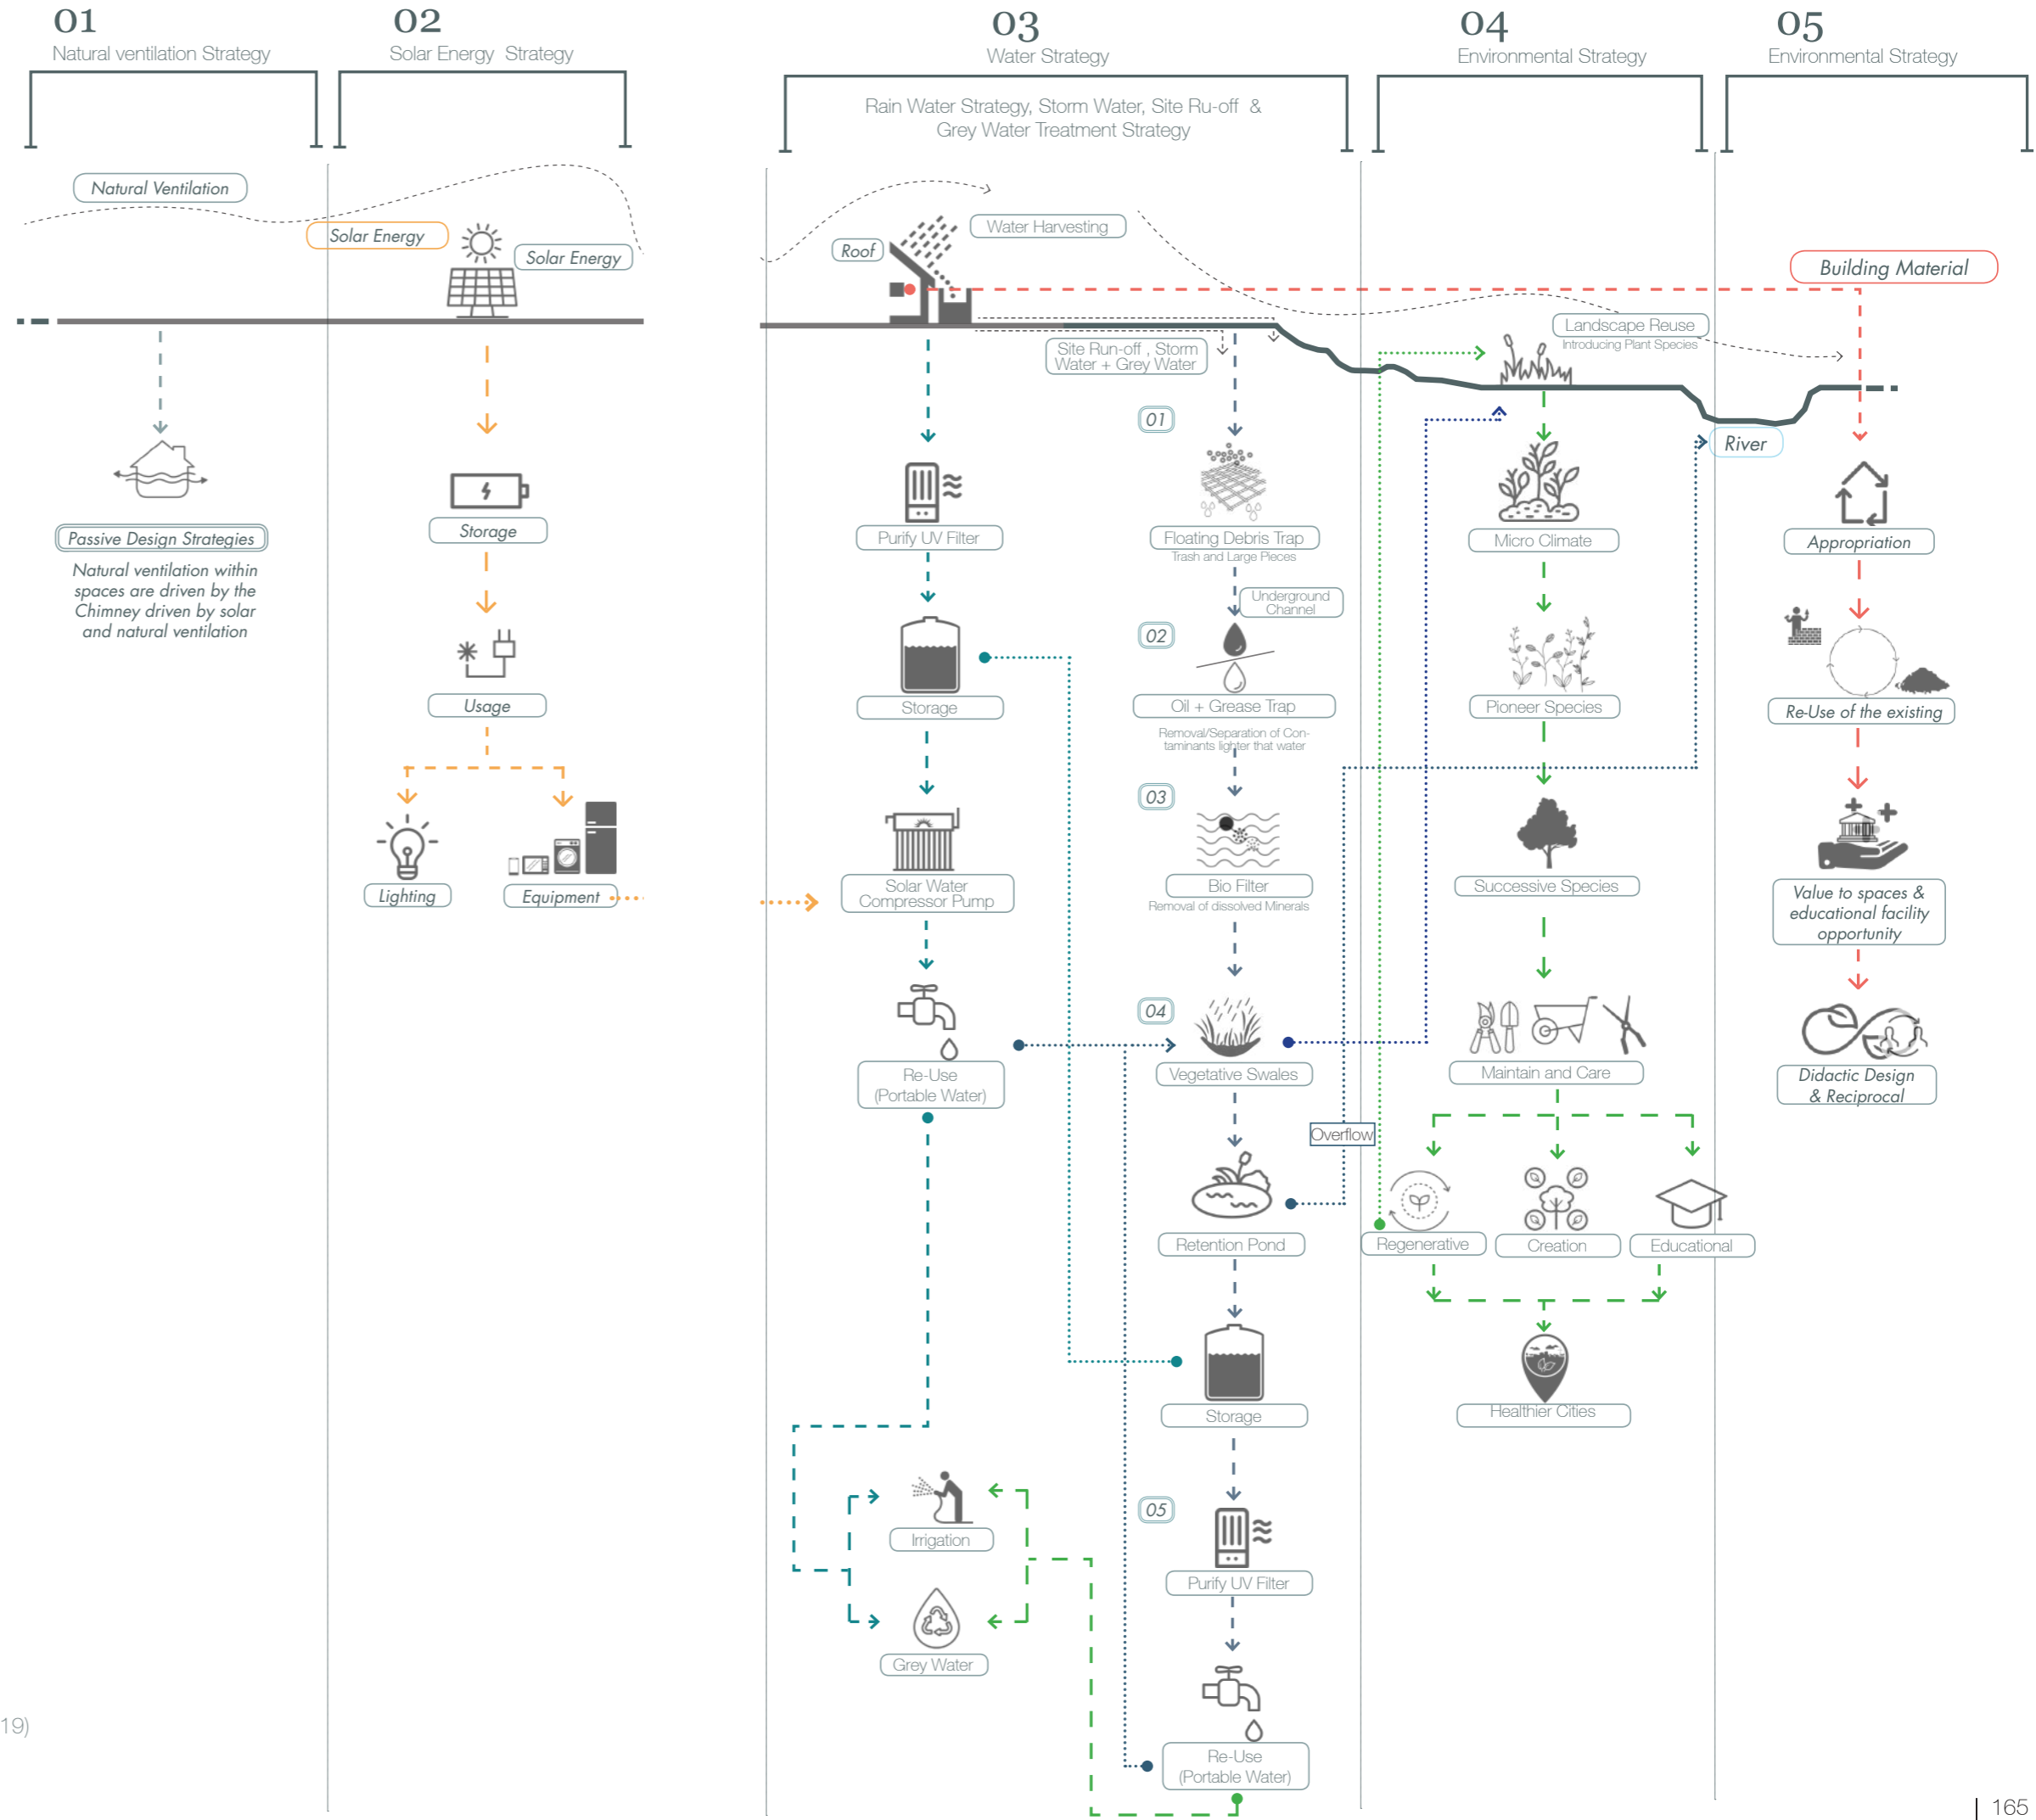 01
Natural ventilation Strategy
02
Solar Energy Strategy
03
Water Strategy
04
Environmental Strategy
05
Environmental Strategy
Rain Water Strategy, Storm Water, Site Ru-off &
Grey Water Treatment Strategy
Natural Ventilation
Passive Design Strategies
Natural ventilation within
spaces are driven by the
Chimney driven by solar
and natural ventilation
Solar Energy
Solar Energy
Storage
Usage
Lighting
Equipment
Roof
Water Harvesting
Site Run-off , Storm
Water + Grey Water
Purify UV Filter
Storage
Solar Water
Compressor Pump
Re-Use
(Portable Water)
Irrigation
Grey Water
01
Floating Debris Trap
Trash and Large Pieces
Underground
Channel
02
Oil + Grease Trap
Removal/Separation of Con-
taminants lighter that water
03
Bio Filter
Removal of dissolved Minerals
04
Vegetative Swales
Overflow
Retention Pond
Storage
05
Purify UV Filter
Re-Use
(Portable Water)
Landscape Reuse
Introducing Plant Species
Micro Climate
Pioneer Species
Successive Species
Maintain and Care
Regenerative
Creation
Educational
Healthier Cities
Building Material
River
Appropriation
Re-Use of the existing
Value to spaces &
educational facility
opportunity
Didactic Design
& Reciprocal
19)
165